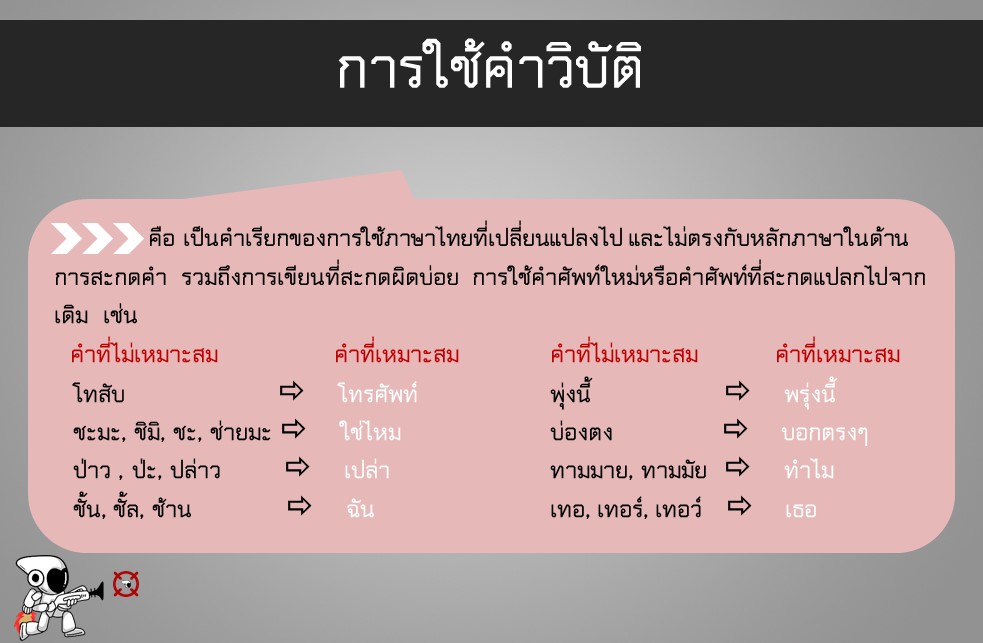 การใช้คำวิบัติ
คือ เป็นคำเรียกของการใช้ภาษาไทยที่เปลี่ยนแปลงไป และไม่ตรงกับหลักภาษาในด้าน
การสะกดคำ รวมถึงการเขียนที่สะกดผิดบ่อย การใช้คำศัพท์ใหม่หรือคำศัพท์ที่สะกดแปลกไปจาก
เดิม เช่น
คำที่ไม่เหมาะสม คำที่เหมาะสม คำที่ไม่เหมาะสม คำที่เหมาะสม
โทสับ ⇨ โทรศัพท์ พุ่งนี้ ⇨ พรุ่งนี้
ชะมะ, ชิมิ, ชะ, ช่ายมะ ⇨ ใช่ไหม บ่องตง ⇨ บอกตรงๆ
ป่าว , ป่ะ, ปล่าว ⇨ เปล่า ทามมาย, ทามมัย ⇨ ทำไม
ชั้น, ชั้ล, ช้าน ⇨ ฉัน เทอ, เทอร์, เทอว์ ⇨ เธอ